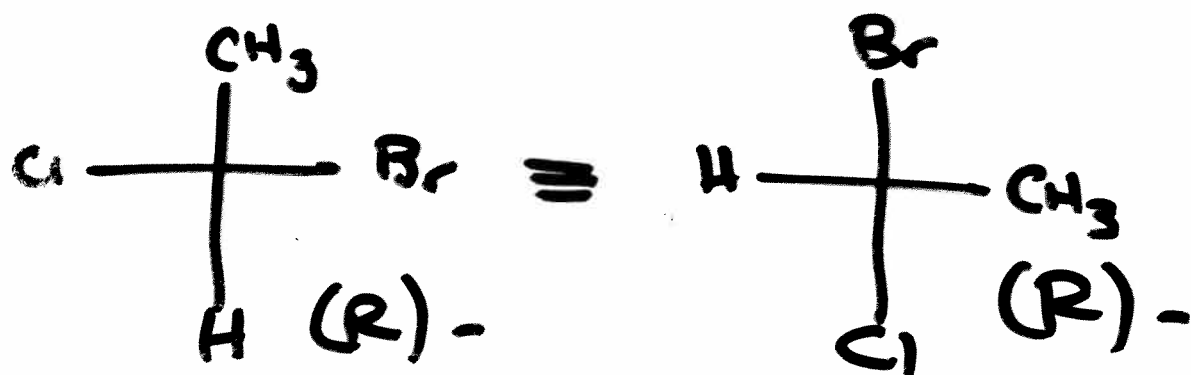 CH3
Cl Br ≡
H (R)-
Br
H CH3
(R)-
Cl